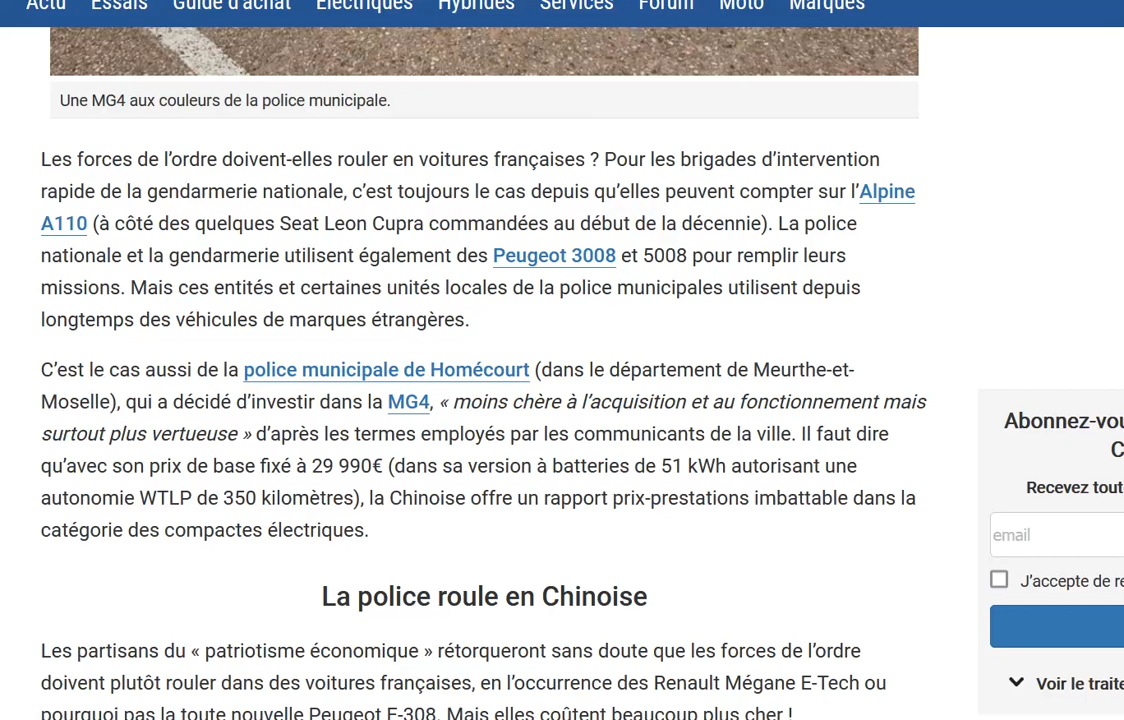 Actu Essais Guide d'achat Électriques Hybrides Services Forum Moto Marques
Une MG4 aux couleurs de la police municipale.
Les forces de l’ordre doivent-elles rouler en voitures françaises ? Pour les brigades d’intervention
rapide de la gendarmerie nationale, c’est toujours le cas depuis qu’elles peuvent compter sur l’Alpine
A110 (à côté des quelques Seat Leon Cupra commandées au début de la décennie). La police
nationale et la gendarmerie utilisent également des Peugeot 3008 et 5008 pour remplir leurs
missions. Mais ces entités et certaines unités locales de la police municipales utilisent depuis
longtemps des véhicules de marques étrangères.
C’est le cas aussi de la police municipale de Homécourt (dans le département de Meurthe-et-
Moselle), qui a décidé d’investir dans la MG4, « moins chère à l’acquisition et au fonctionnement mais
surtout plus vertueuse » d’après les termes employés par les communicants de la ville. Il faut dire
qu’avec son prix de base fixé à 29 990€ (dans sa version à batteries de 51 kWh autorisant une
autonomie WTLP de 350 kilomètres), la Chinoise offre un rapport prix-prestations imbattable dans la
catégorie des compactes électriques.
La police roule en Chinoise
Les partisans du « patriotisme économique » rétorqueront sans doute que les forces de l’ordre
doivent plutôt rouler dans des voitures françaises, en l’occurrence des Renault Mégane E-Tech ou
pourquoi pas la toute nouvelle Peugeot E-308. Mais elles coûtent beaucoup plus cher !
Abonnez-vou
C
Recevez tout
email
J’accepte de re
Voir le traite